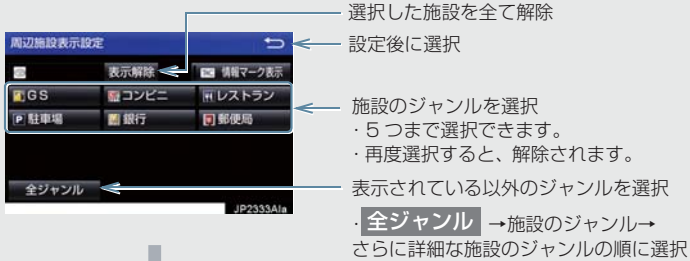 選択した施設を全て解除
周辺施設表示設定
設定後に選択
表示解除
情報マーク表示
GS
コンビニ
レストラン
施設のジャンルを選択
・5つまで選択できます。
・再度選択すると、解除されます。
P 駐車場
銀行
郵便局
全ジャンル
表示されている以外のジャンルを選択
JP2333AIa
・全ジャンル →施設のジャンル→
さらに詳細な施設のジャンルの順に選択